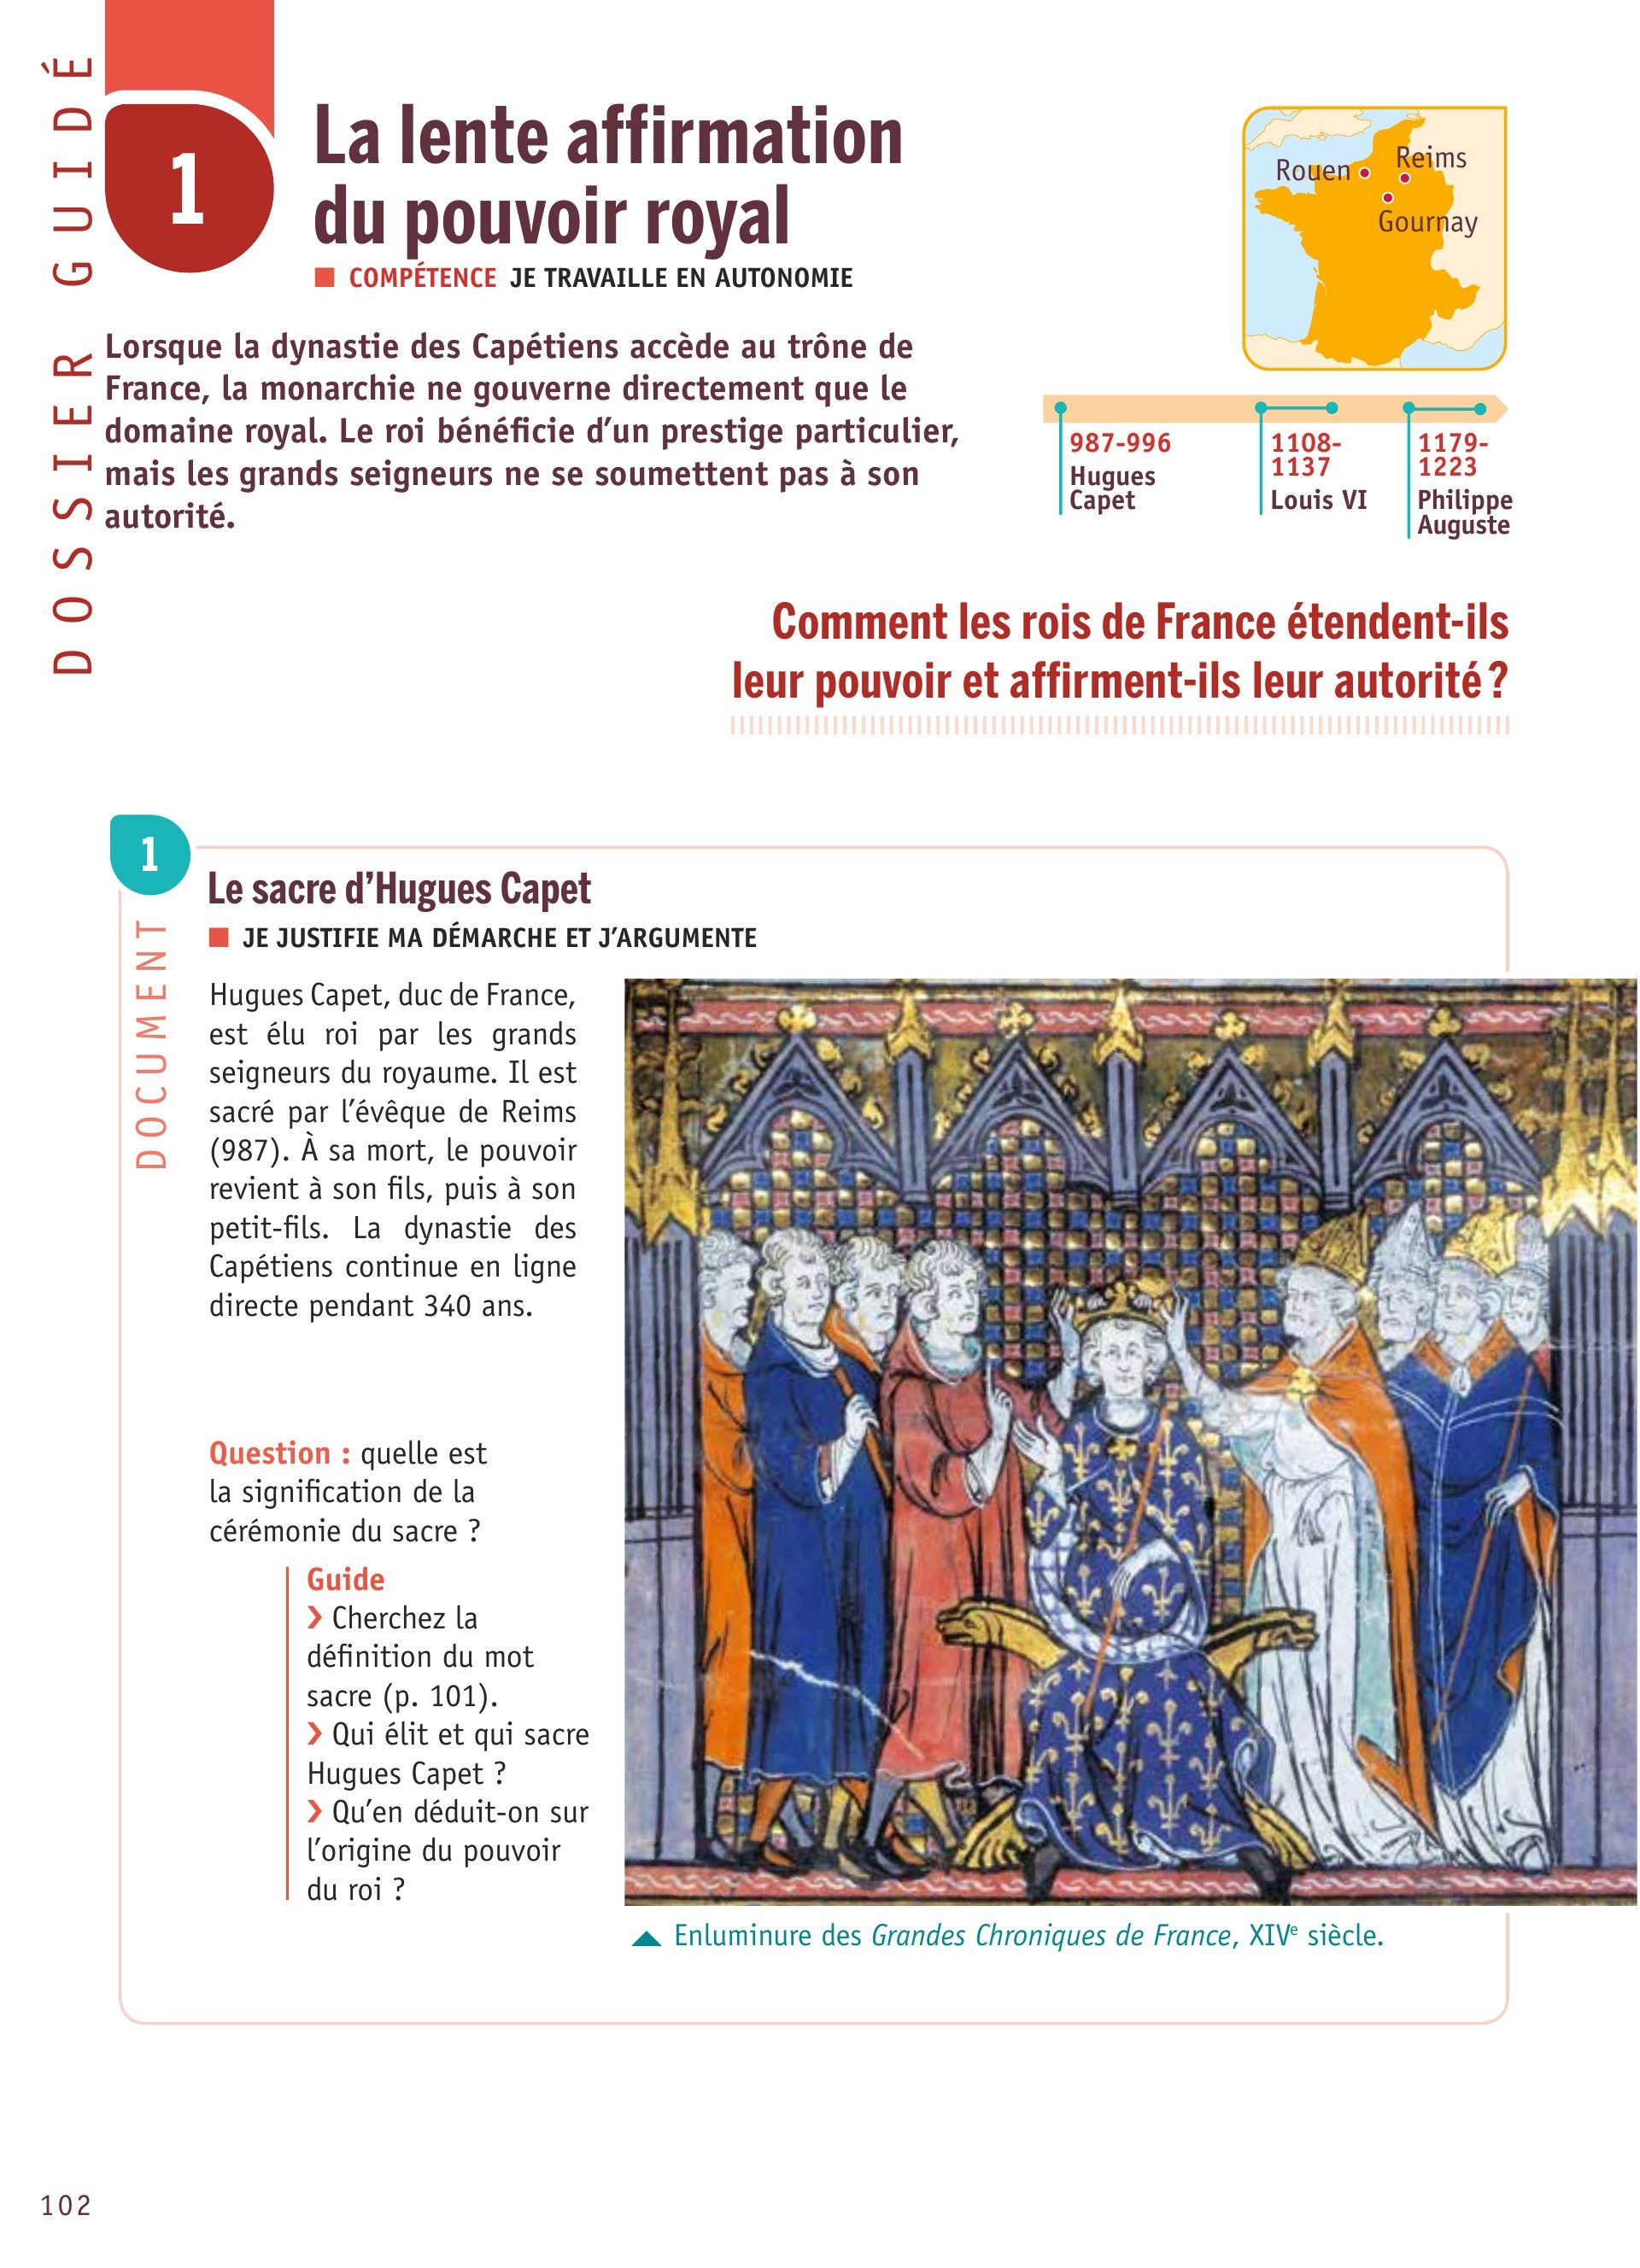 DOSSIER GUIDÉ
1
La lente affirmation
du pouvoir royal
■ COMPÉTENCE JE TRAVAILLE EN AUTONOMIE
Lorsque la dynastie des Capétiens accède au trône de
France, la monarchie ne gouverne directement que le
domaine royal. Le roi bénéficie d’un prestige particulier,
mais les grands seigneurs ne se soumettent pas à son
autorité.
Rouen
Reims
Gournay
987-996
Hugues
Capet
1108-
1137
Louis VI
1179-
1223
Philippe
Auguste
Comment les rois de France étendent-ils
leur pouvoir et affirment-ils leur autorité ?
1
DOCUMENT
Le sacre d’Hugues Capet
■ JE JUSTIFIE MA DÉMARCHE ET J’ARGUMENTE
Hugues Capet, duc de France,
est élu roi par les grands
seigneurs du royaume. Il est
sacré par l’évêque de Reims
(987). À sa mort, le pouvoir
revient à son fils, puis à son
petit-fils. La dynastie des
Capétiens continue en ligne
directe pendant 340 ans.
Question : quelle est
la signification de la
cérémonie du sacre ?
Guide
❯ Cherchez la
définition du mot
sacre (p. 101).
❯ Qui élit et qui sacre
Hugues Capet ?
❯ Qu’en déduit-on sur
l’origine du pouvoir
du roi ?
▲ Enluminure des Grandes Chroniques de France, XIVe siècle.
102